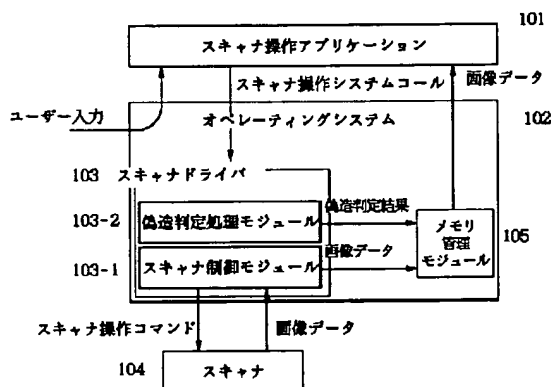 101
スキャナ操作アプリケーション
スキャナ操作システムコール
画像データ
ユーザー入力
オペレーティングシステム
102
103 スキャナドライバ
103-2
偽造判定処理モジュール
偽造判定結果
メモリ
管理
モジュール
105
103-1
スキャナ制御モジュール
画像データ
スキャナ操作コマンド
画像データ
104
スキャナ